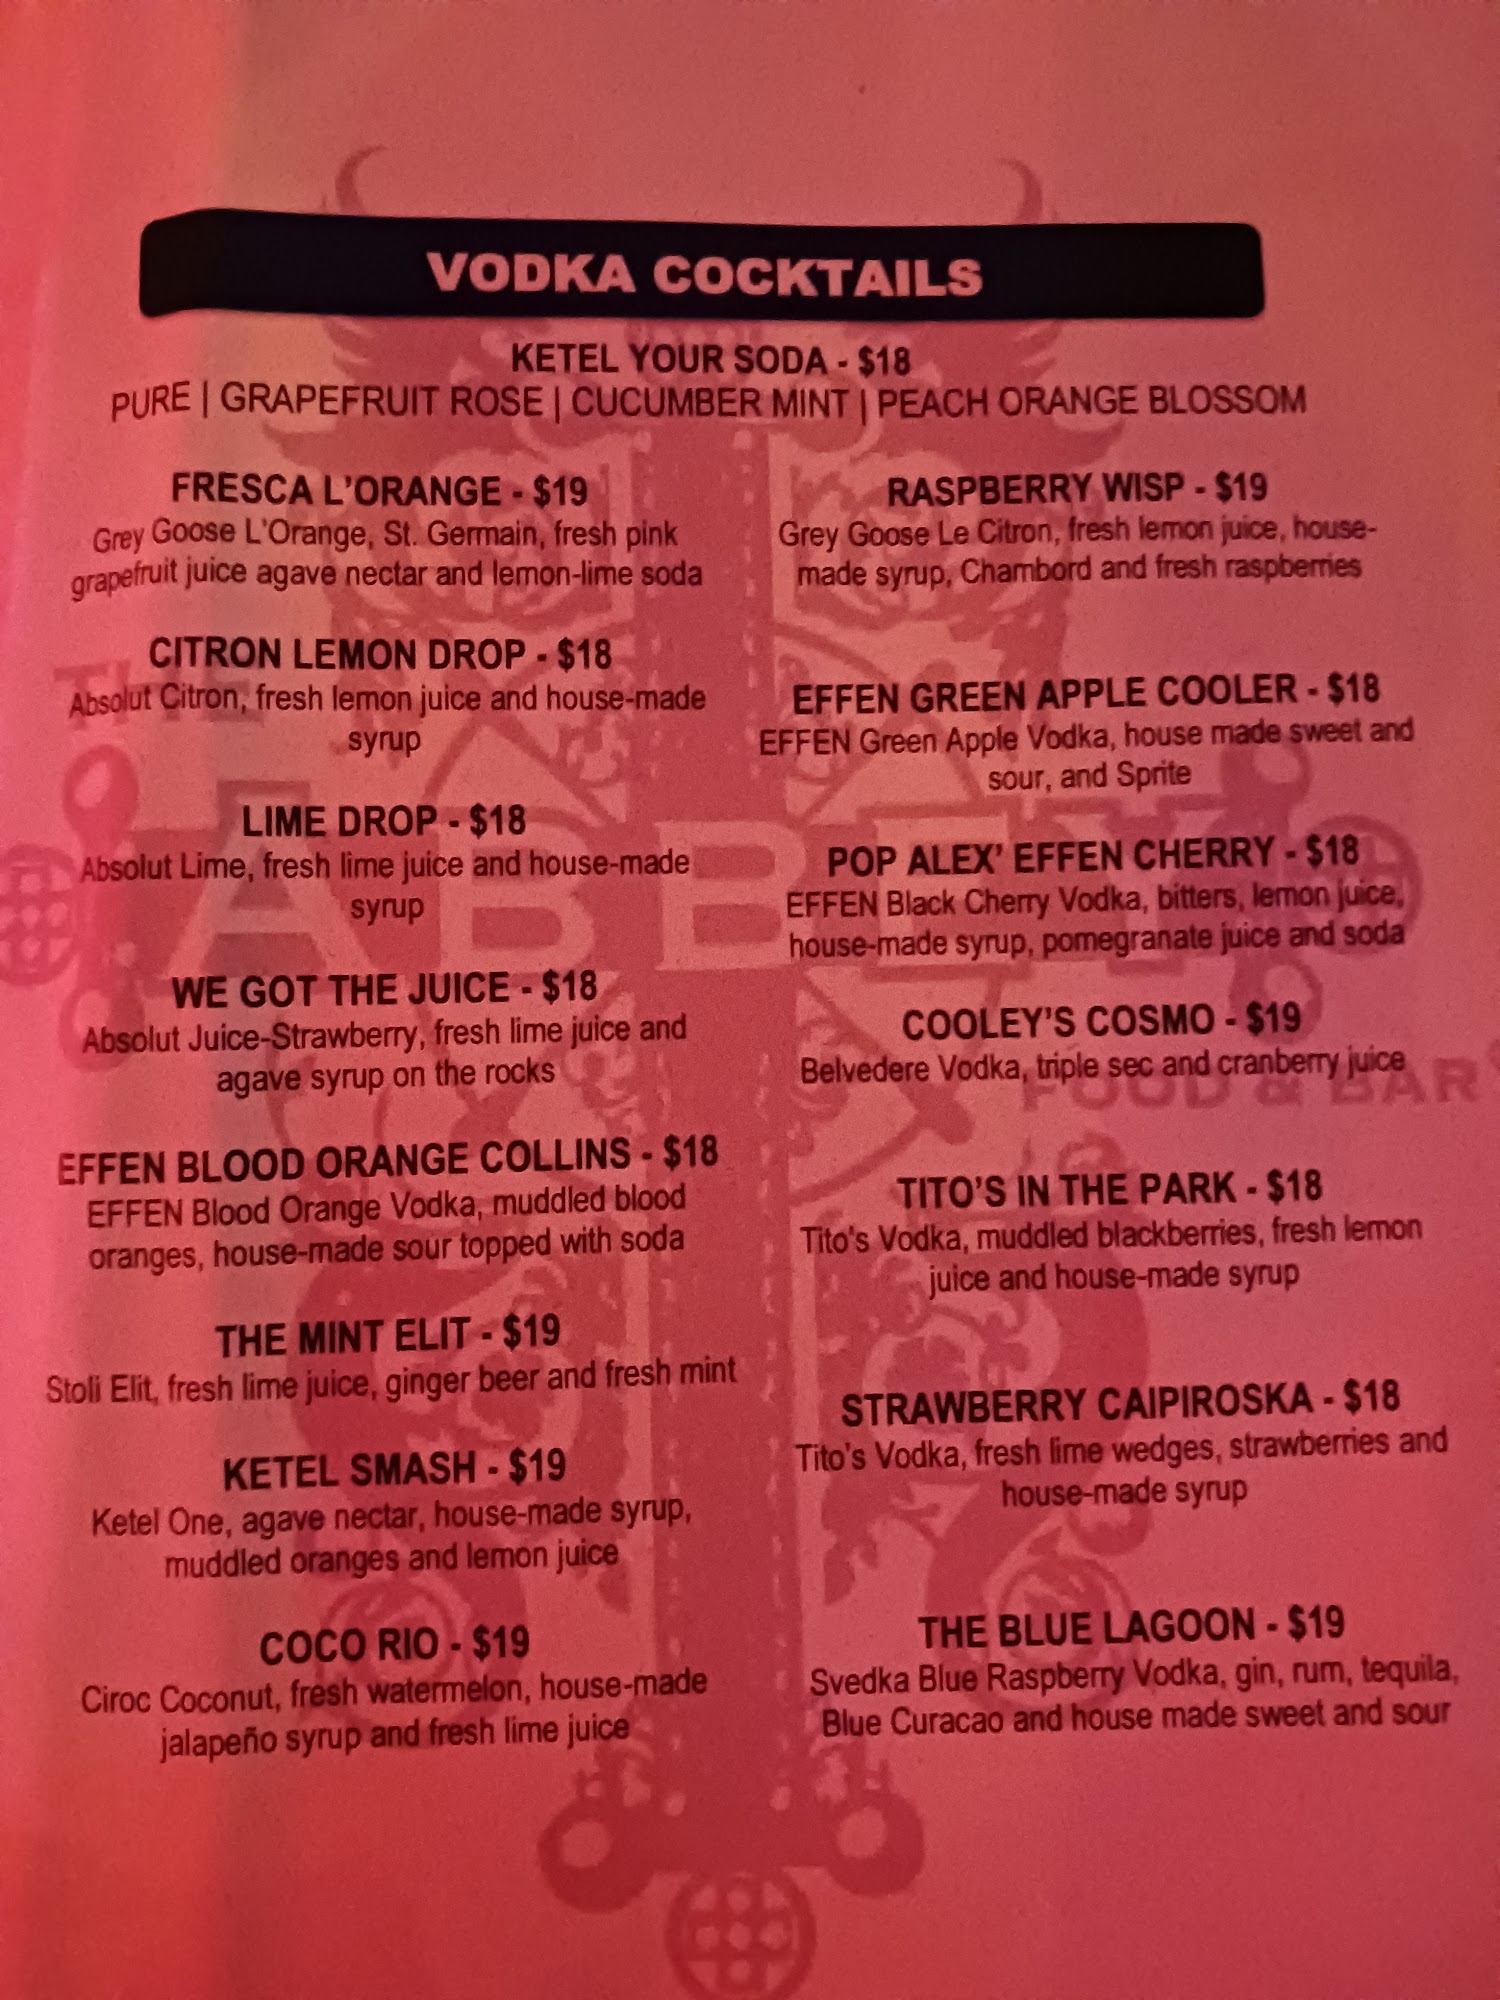 VODKA COCKTAILS
KETEL YOUR SODA - $18
PURE | GRAPEFRUIT ROSE | CUCUMBER MINT | PEACH ORANGE BLOSSOM
FRESCA L'ORANGE - $19
Grey Goose L'Orange, St. Germain, fresh pink
grapefruit juice agave nectar and lemon-lime soda
CITRON LEMON DROP - $18
Absolut Citron, fresh lemon juice and house-made
syrup
LIME DROP - $18
Absolut Lime, fresh lime juice and house-made
syrup
WE GOT THE JUICE - $18
Absolut Juice-Strawberry, fresh lime juice and
agave syrup on the rocks
EFFEN BLOOD ORANGE COLLINS - $18
EFFEN Blood Orange Vodka, muddled blood
oranges, house-made sour topped with soda
THE MINT ELIT - $19
Stoli Elit, fresh lime juice, ginger beer and fresh mint
KETEL SMASH - $19
Ketel One, agave nectar, house-made syrup,
muddled oranges and lemon juice
COCO RIO - $19
Ciroc Coconut, fresh watermelon, house-made
jalapeño syrup and fresh lime juice
RASPBERRY WISP - $19
Grey Goose Le Citron, fresh lemon juice, house-
made syrup, Chambord and fresh raspberries
EFFEN GREEN APPLE COOLER - $18
EFFEN Green Apple Vodka, house made sweet and
sour, and Sprite
POP ALEX' EFFEN CHERRY - $18
EFFEN Black Cherry Vodka, bitters, lemon juice,
house-made syrup, pomegranate juice and soda
COOLEY'S COSMO - $19
Belvedere Vodka, triple sec and cranberry juice
TITO'S IN THE PARK - $18
Tito's Vodka, muddled blackberries, fresh lemon
juice and house-made syrup
STRAWBERRY CAIPIROSKA - $18
Tito's Vodka, fresh lime wedges, strawberries and
house-made syrup
THE BLUE LAGOON - $19
Svedka Blue Raspberry Vodka, gin, rum, tequila,
Blue Curacao and house made sweet and sour
THE
ABBEY
FOOD & BAR